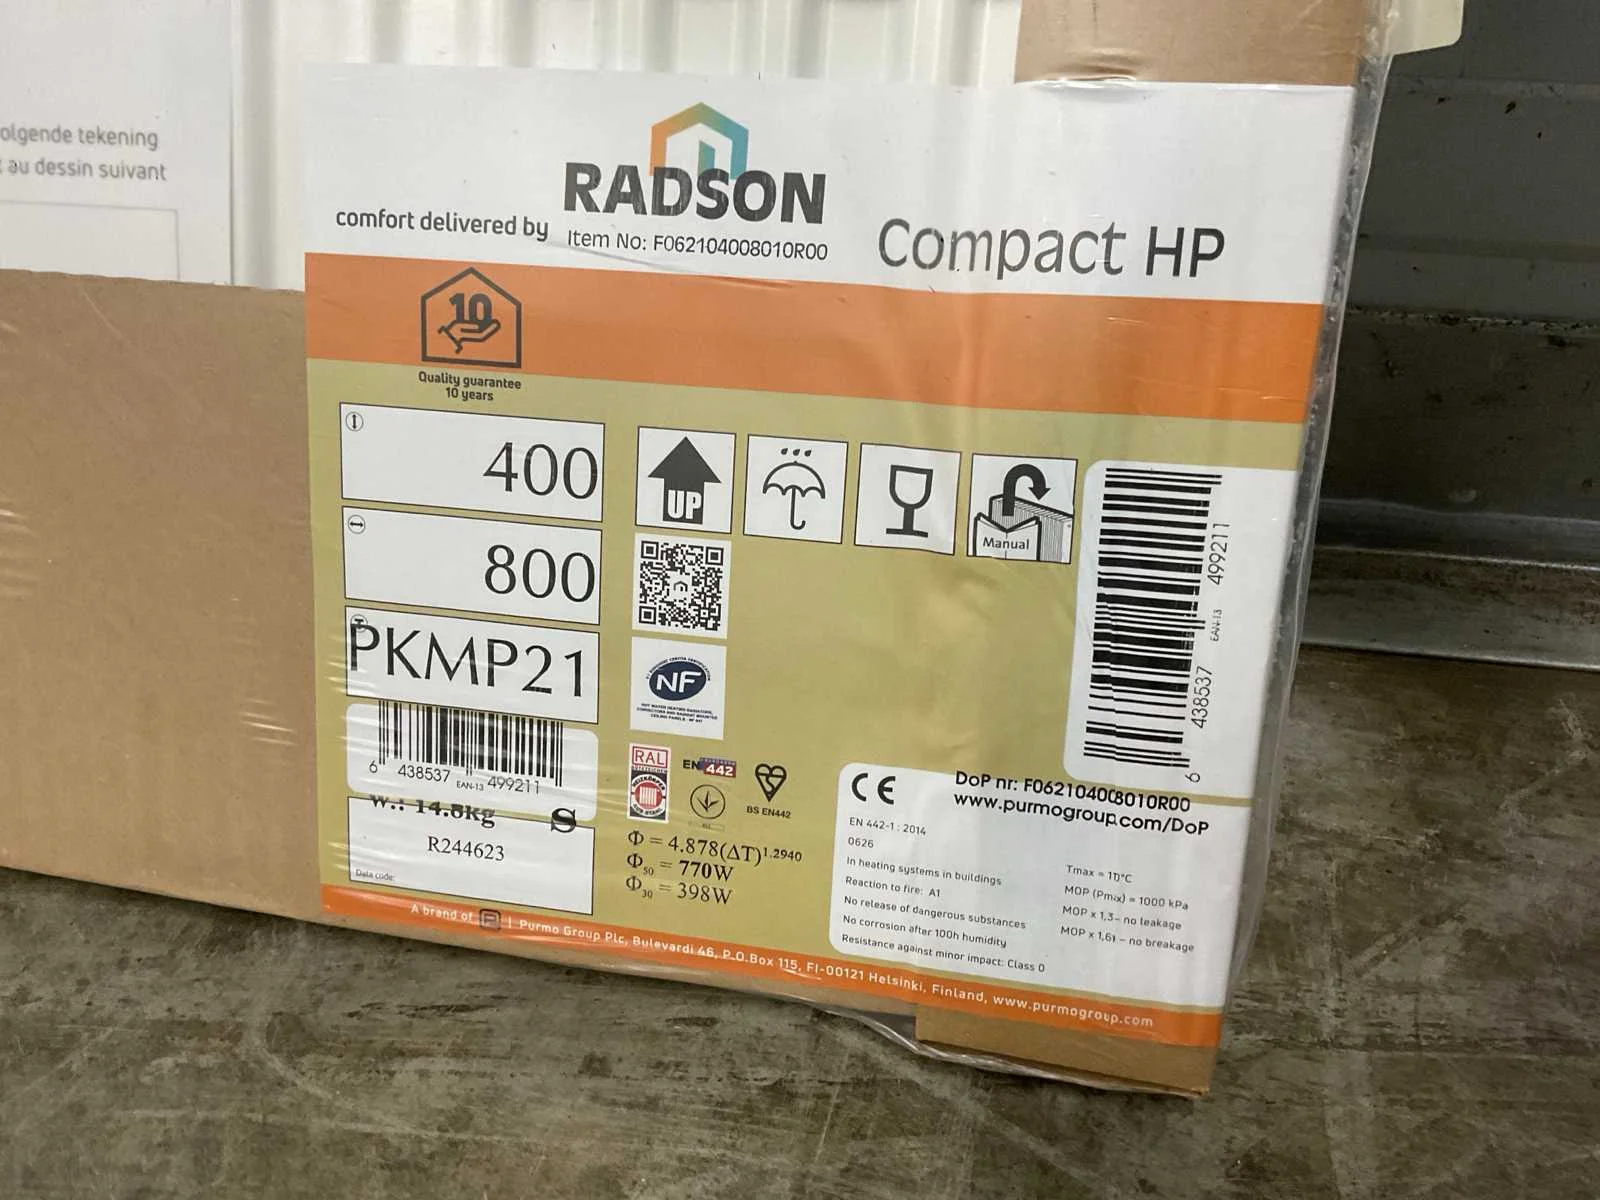 olgende tekening
au dessin suivant
RADSON
comfort delivered by
Item No: F062104008010R00
Compact HP
10
Quality guarantee
10 years
400
800
PKMP21
UP
Manual
6 438537 499211
EAN-13
NF
6 438537 499211
EAN-13
W.: 14.8kg S
R244623
Data code:
RAL
EN 442
BS EN442
Φ = 4.878(ΔT)^1.2940
Φ50 = 770W
Φ30 = 398W
CE
DoP nr: F062104008010R00
www.purmogroup.com/DoP
EN 442-1 : 2014
0626
In heating systems in buildings
Reaction to fire: A1
No release of dangerous substances
No corrosion after 100h humidity
Resistance against minor impact: Class 0
MOP (Pmax) = 1000 kPa
MOP x 1,3 – no leakage
– no breakage
A brand of P | Purmo Group Plc, Bulevardi 46, P.O.Box 115, FI-00121 Helsinki, Finland, www.purmogroup.com